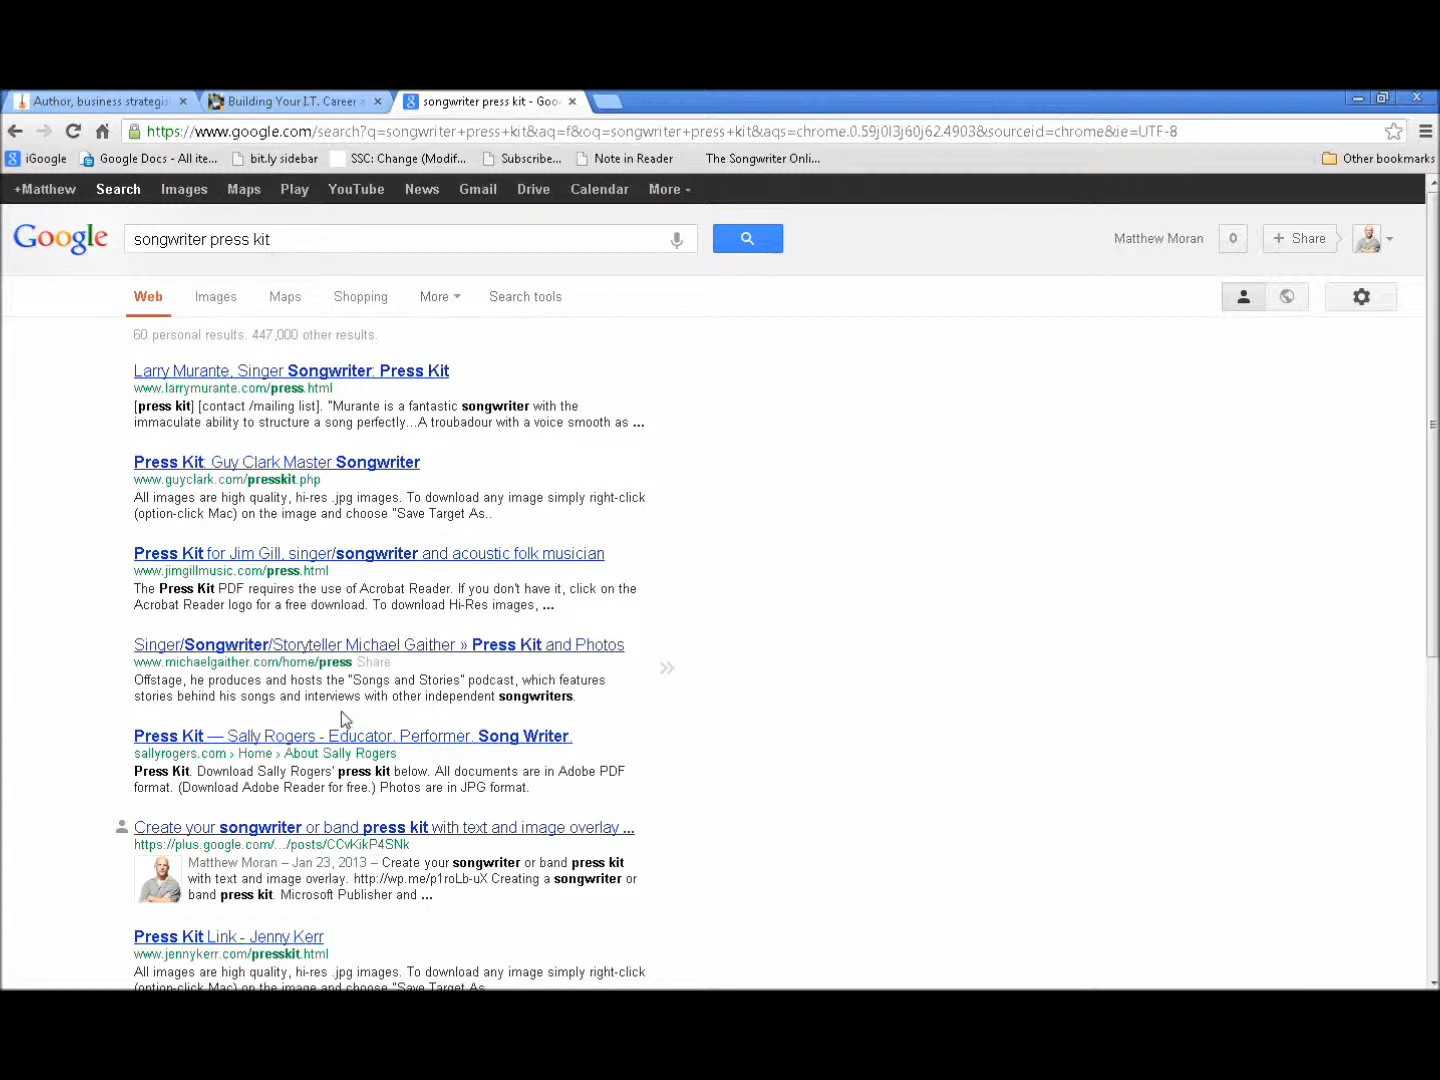 Author, business strategis
Building Your I.T. Career
songwriter press kit - Goo
https://www.google.com/search?q=songwriter+press+kit&aq=f&oq=songwriter+press+kit&aqs=chrome.0.59j0l3j60j62.4903&sourceid=chrome&ie=UTF-8
iGoogle Google Docs - All ite... bit.ly sidebar SSC: Change (Modif... Subscribe... Note in Reader The Songwriter Onli... Other bookmarks
+Matthew Search Images Maps Play YouTube News Gmail Drive Calendar More
Google songwriter press kit Matthew Moran 0 + Share
Web Images Maps Shopping More Search tools
60 personal results. 447,000 other results.
Larry Murante, Singer Songwriter: Press Kit
www.larrymurante.com/press.html
[press kit] [contact /mailing list]. "Murante is a fantastic songwriter with the
immaculate ability to structure a song perfectly...A troubadour with a voice smooth as ...
Press Kit: Guy Clark Master Songwriter
www.guyclark.com/presskit.php
All images are high quality, hi-res .jpg images. To download any image simply right-click
(option-click Mac) on the image and choose "Save Target As..
Press Kit for Jim Gill, singer/songwriter and acoustic folk musician
www.jimgillmusic.com/press.html
The Press Kit PDF requires the use of Acrobat Reader. If you don't have it, click on the
Acrobat Reader logo for a free download. To download Hi-Res images, ...
Singer/Songwriter/Storyteller Michael Gaither » Press Kit and Photos
www.michaelgaither.com/home/press Share
Offstage, he produces and hosts the "Songs and Stories" podcast, which features
stories behind his songs and interviews with other independent songwriters.
Press Kit — Sally Rogers - Educator. Performer. Song Writer.
sallyrogers.com › Home › About Sally Rogers
Press Kit. Download Sally Rogers' press kit below. All documents are in Adobe PDF
format. (Download Adobe Reader for free.) Photos are in JPG format.
Create your songwriter or band press kit with text and image overlay ...
https://plus.google.com/.../posts/CCvKikP4SNk
Matthew Moran – Jan 23, 2013 – Create your songwriter or band press kit
with text and image overlay. http://wp.me/p1roLb-uX Creating a songwriter or
band press kit. Microsoft Publisher and ...
Press Kit Link - Jenny Kerr
www.jennykerr.com/presskit.html
All images are high quality, hi-res .jpg images. To download any image simply right-click
(option-click Mac) on the image and choose "Save Target As